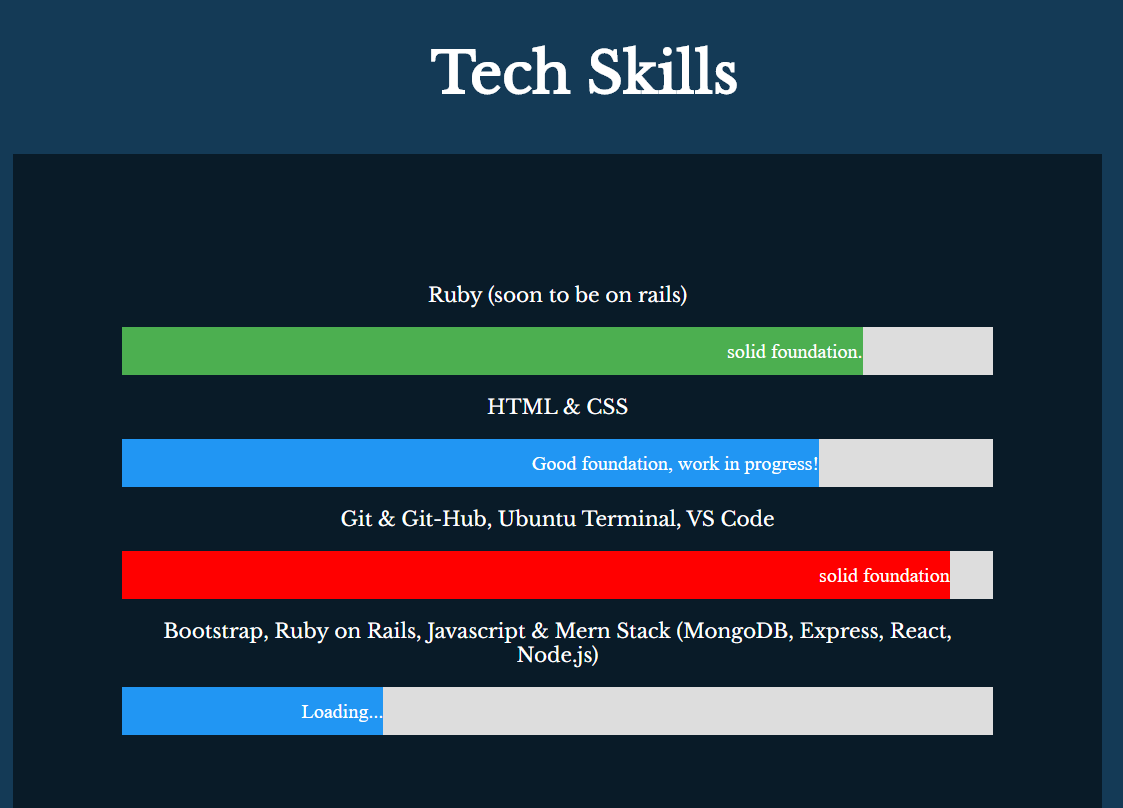 Tech Skills
Ruby (soon to be on rails)
solid foundation.
HTML & CSS
Good foundation, work in progress!
Git & Git-Hub, Ubuntu Terminal, VS Code
solid foundation
Bootstrap, Ruby on Rails, Javascript & Mern Stack (MongoDB, Express, React,
Node.js)
Loading...